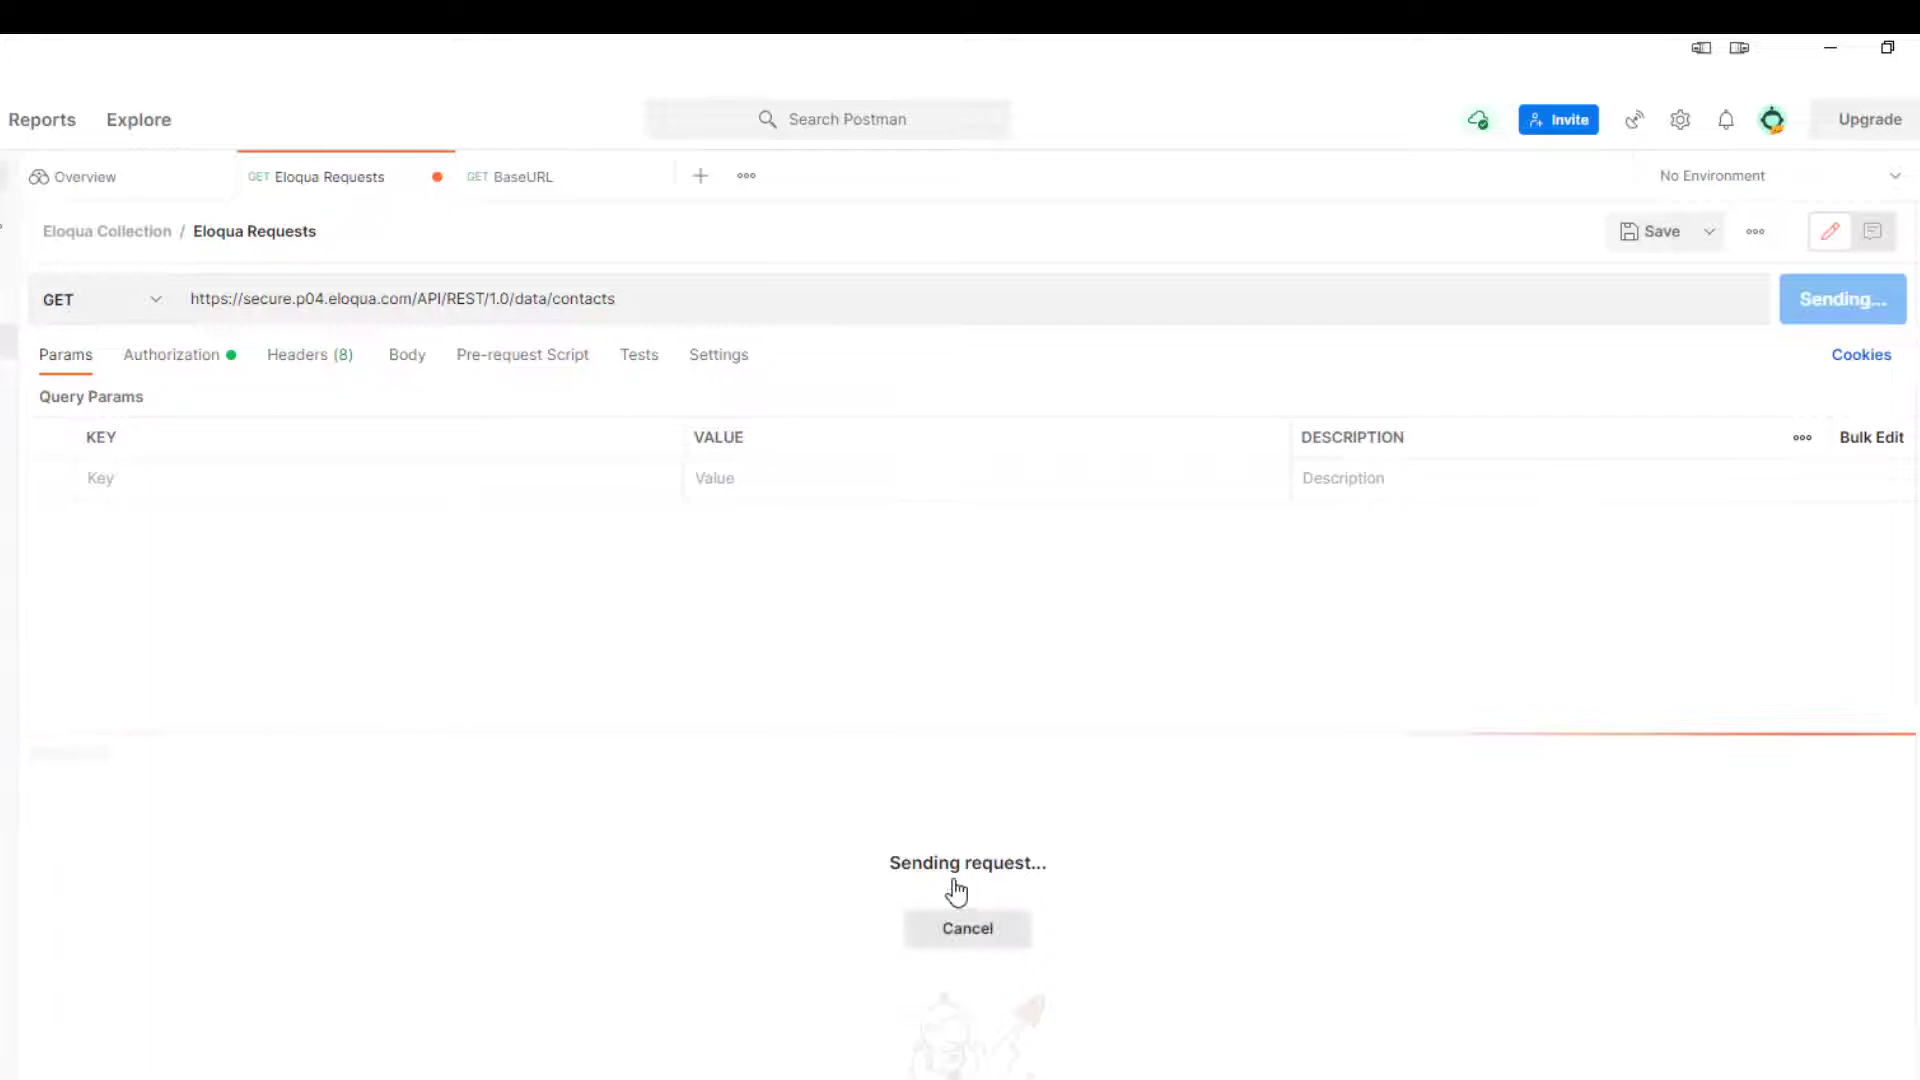 Reports Explore Search Postman Invite Upgrade
Overview GET Eloqua Requests GET BaseURL No Environment
Eloqua Collection / Eloqua Requests Save
GET https://secure.p04.eloqua.com/API/REST/1.0/data/contacts Sending...
Params Authorization Headers (8) Body Pre-request Script Tests Settings Cookies
Query Params
KEY VALUE DESCRIPTION Bulk Edit
Key Value Description
Sending request...
Cancel